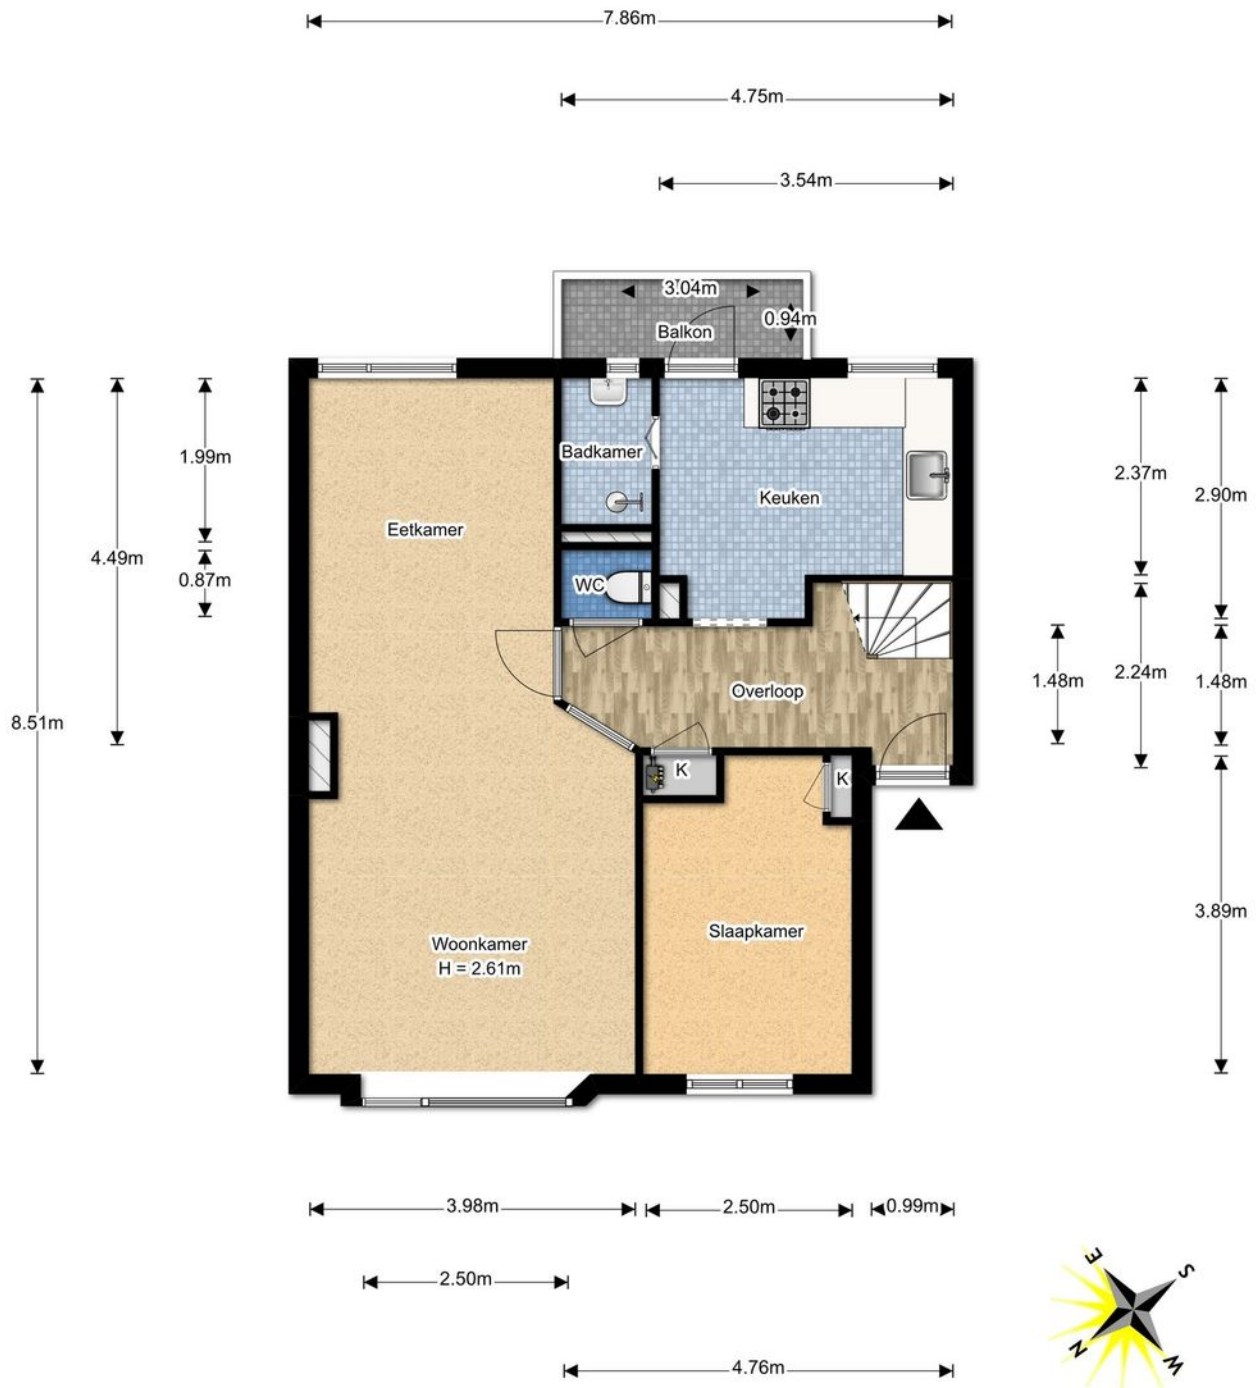 7.86m
4.75m
3.54m
3.04m
0.94m
Balkon
1.99m
Badkamer
2.37m
2.90m
Keuken
Eetkamer
4.49m
0.87m
WC
1.48m
2.24m
1.48m
Overloop
8.51m
K
K
3.89m
Slaapkamer
Woonkamer
H = 2.61m
3.98m
2.50m
0.99m
2.50m
4.76m
E
S
N
W